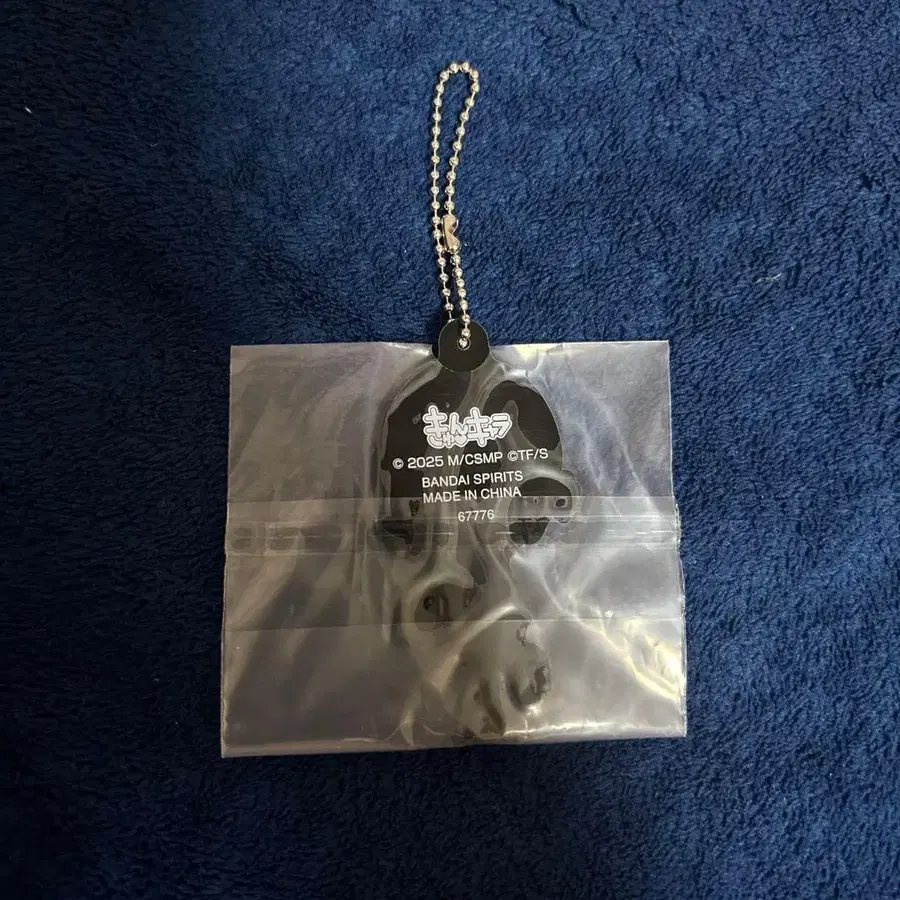 きゅんキャラ
© 2025 M/CSMP ©TF/S
BANDAI SPIRITS
MADE IN CHINA
67776